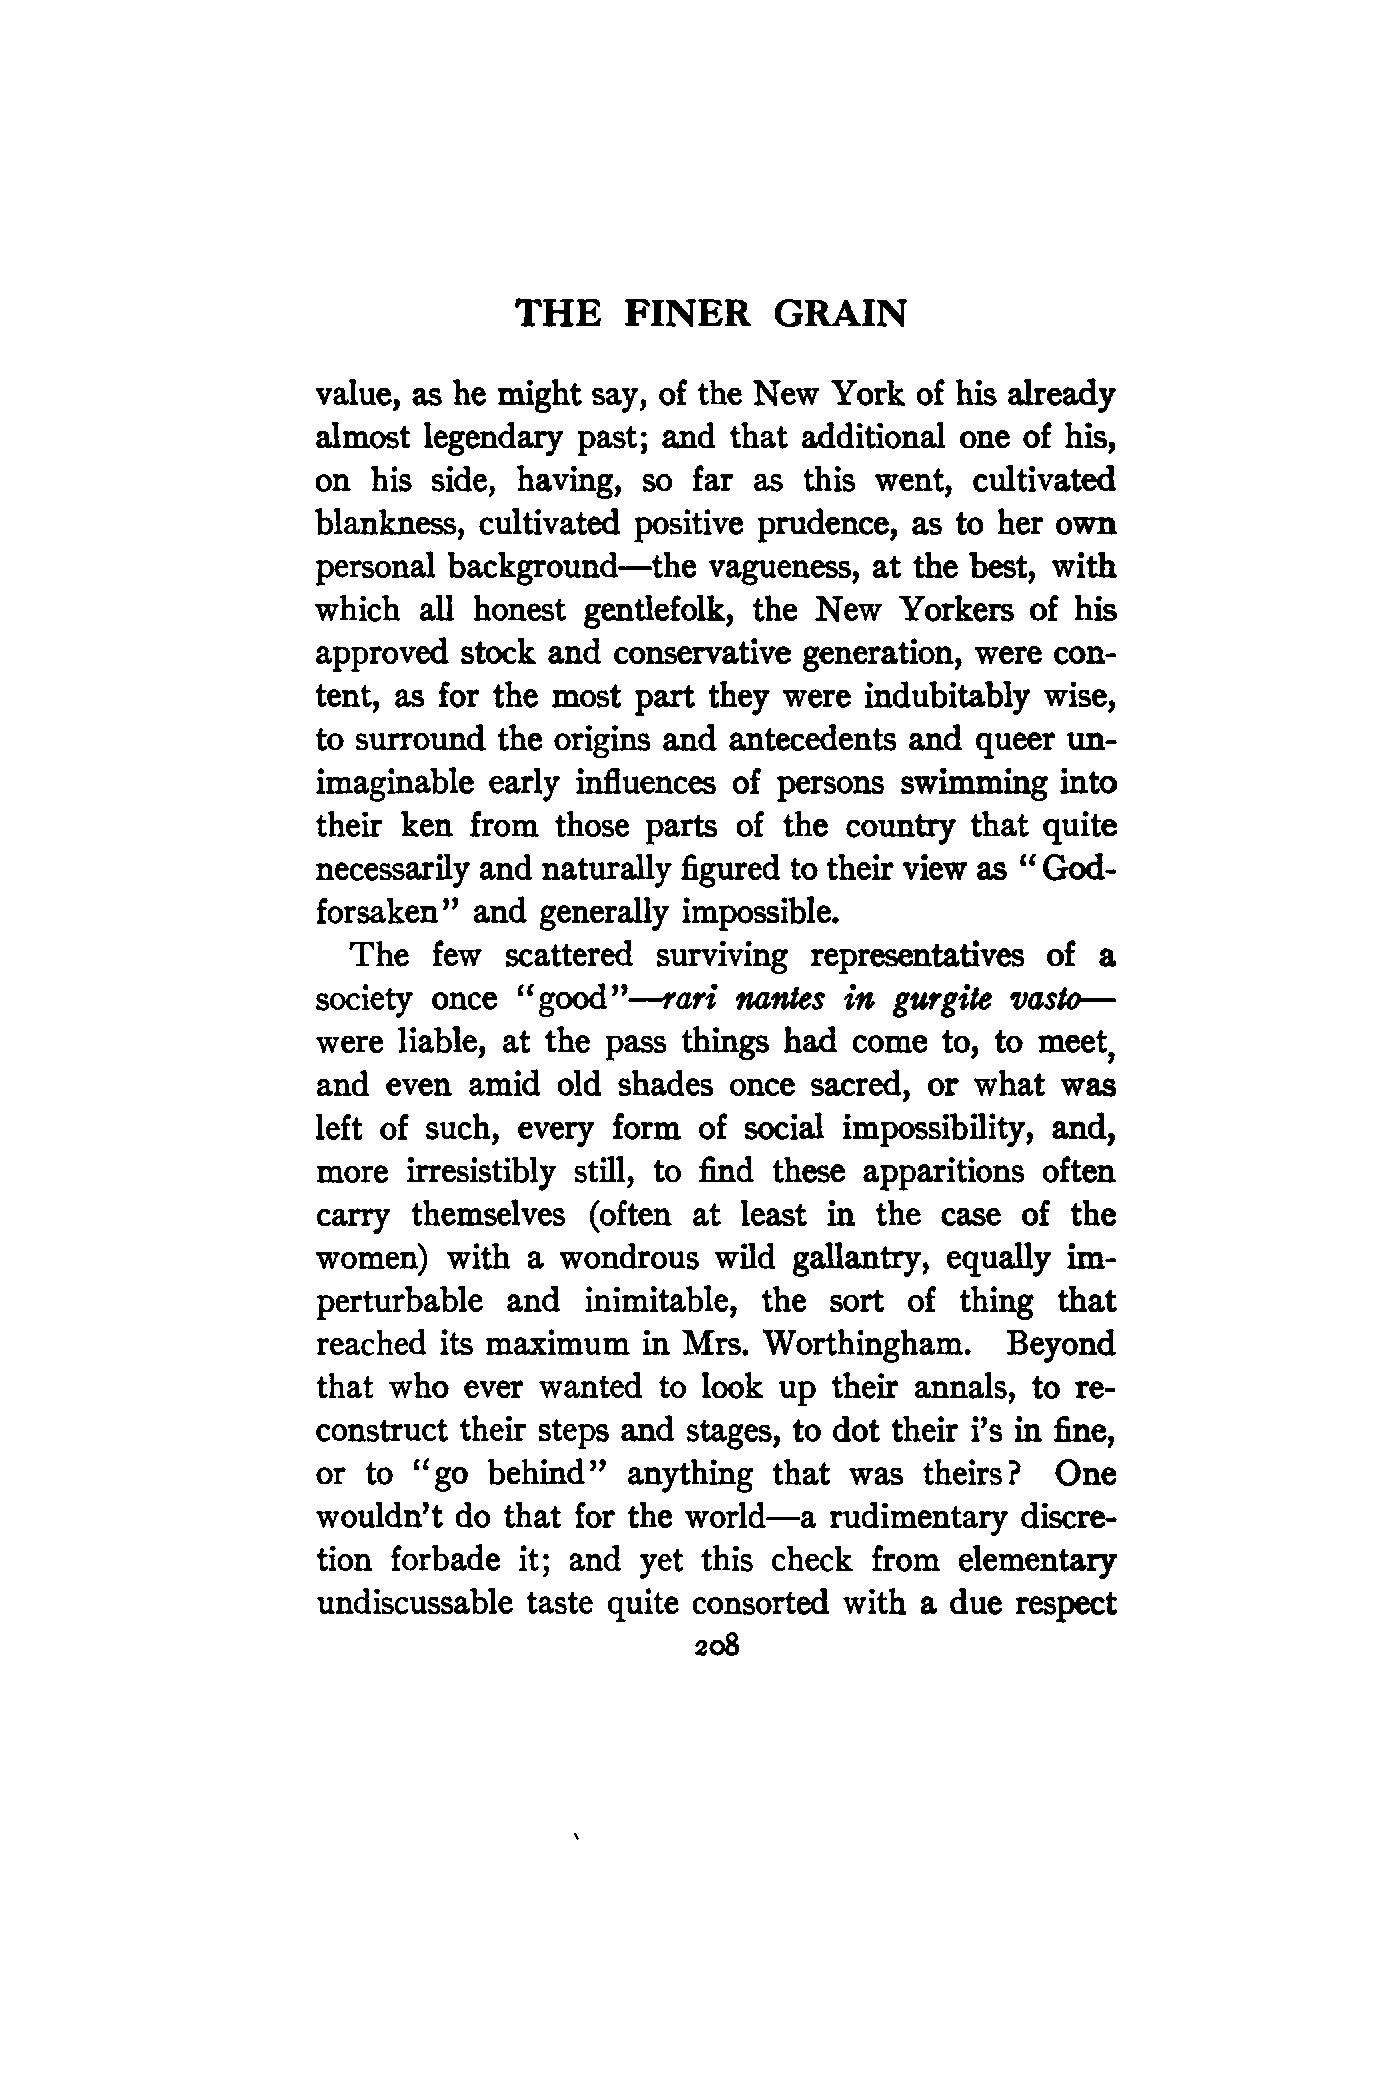 THE FINER GRAIN
value, as he might say, of the New York of his already
almost legendary past; and that additional one of his,
on his side, having, so far as this went, cultivated
blankness, cultivated positive prudence, as to her own
personal background—the vagueness, at the best, with
which all honest gentlefolk, the New Yorkers of his
approved stock and conservative generation, were con-
tent, as for the most part they were indubitably wise,
to surround the origins and antecedents and queer un-
imaginable early influences of persons swimming into
their ken from those parts of the country that quite
necessarily and naturally figured to their view as "God-
forsaken" and generally impossible.
The few scattered surviving representatives of a
society once "good"—rari nantes in gurgite vasto—
were liable, at the pass things had come to, to meet,
and even amid old shades once sacred, or what was
left of such, every form of social impossibility, and,
more irresistibly still, to find these apparitions often
carry themselves (often at least in the case of the
women) with a wondrous wild gallantry, equally im-
perturbable and inimitable, the sort of thing that
reached its maximum in Mrs. Worthingham. Beyond
that who ever wanted to look up their annals, to re-
construct their steps and stages, to dot their i's in fine,
or to "go behind" anything that was theirs? One
wouldn't do that for the world—a rudimentary discre-
tion forbade it; and yet this check from elementary
undiscussable taste quite consorted with a due respect
208